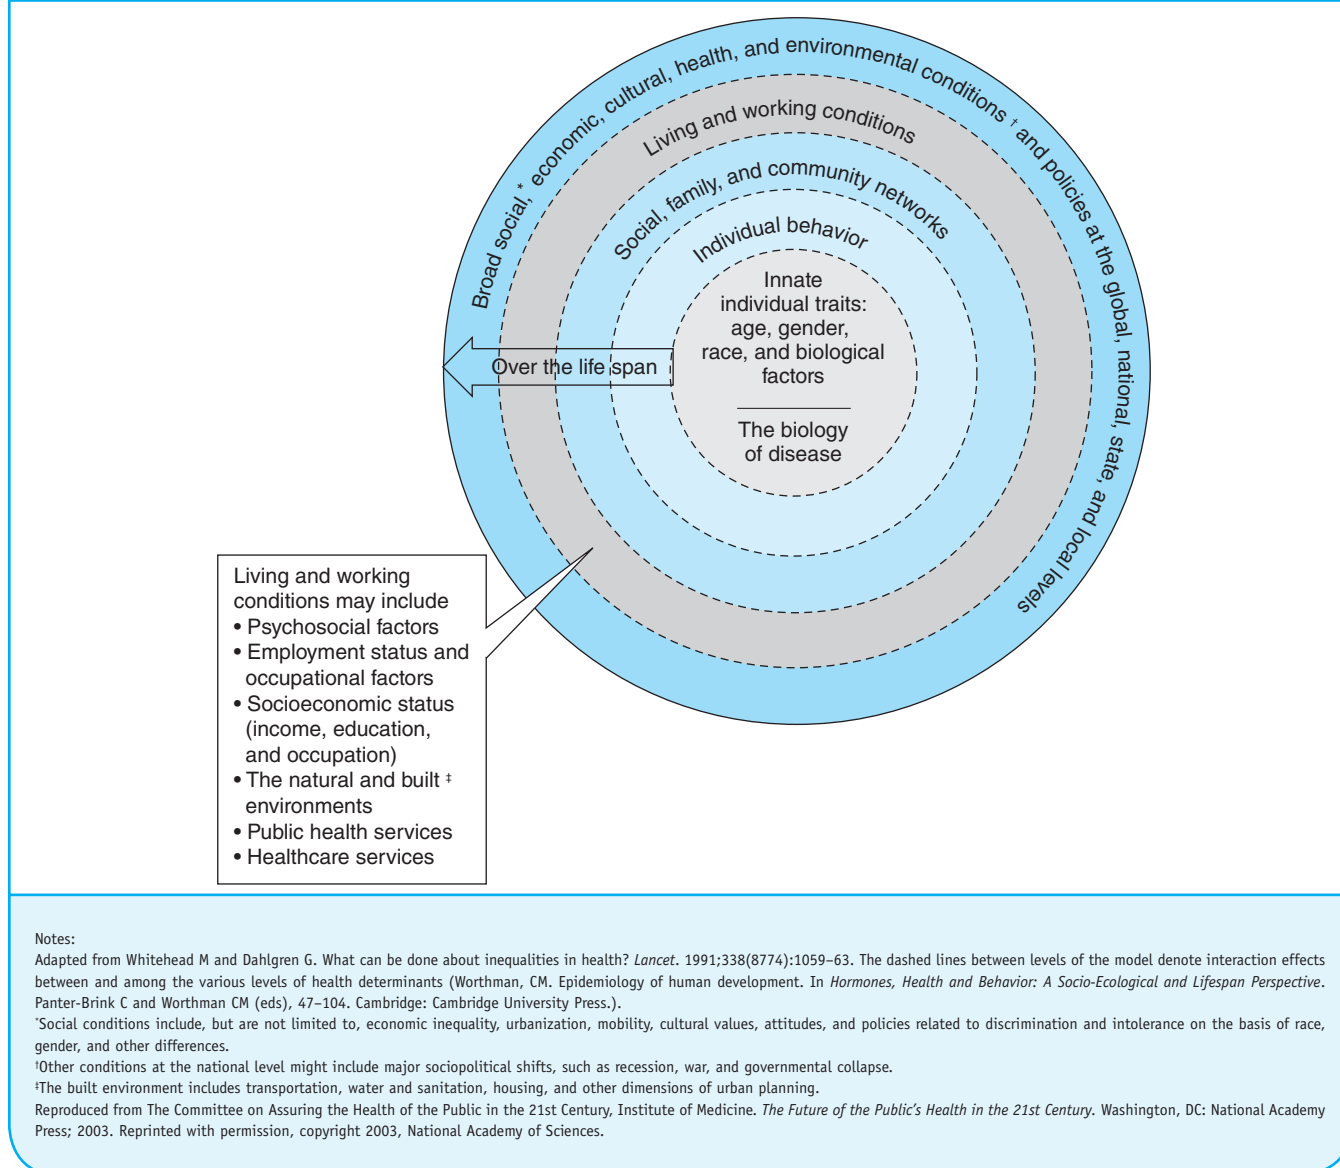 Broad social,* economic, cultural, health, and environmental conditions † and policies at the global, national, state, and local levels
Living and working conditions
Social, family, and community networks
Individual behavior
Innate
individual traits:
age, gender,
race, and biological
factors
The biology
of disease
Over the life span
Living and working
conditions may include
• Psychosocial factors
• Employment status and
occupational factors
• Socioeconomic status
(income, education,
and occupation)
• The natural and built ‡
environments
• Public health services
• Healthcare services
Notes:
Adapted from Whitehead M and Dahlgren G. What can be done about inequalities in health? Lancet. 1991;338(8774):1059–63. The dashed lines between levels of the model denote interaction effects
between and among the various levels of health determinants (Worthman, CM. Epidemiology of human development. In Hormones, Health and Behavior: A Socio-Ecological and Lifespan Perspective.
Panter-Brink C and Worthman CM (eds), 47–104. Cambridge: Cambridge University Press.).
*Social conditions include, but are not limited to, economic inequality, urbanization, mobility, cultural values, attitudes, and policies related to discrimination and intolerance on the basis of race,
gender, and other differences.
†Other conditions at the national level might include major sociopolitical shifts, such as recession, war, and governmental collapse.
‡The built environment includes transportation, water and sanitation, housing, and other dimensions of urban planning.
Reproduced from The Committee on Assuring the Health of the Public in the 21st Century, Institute of Medicine. The Future of the Public's Health in the 21st Century. Washington, DC: National Academy
Press; 2003. Reprinted with permission, copyright 2003, National Academy of Sciences.